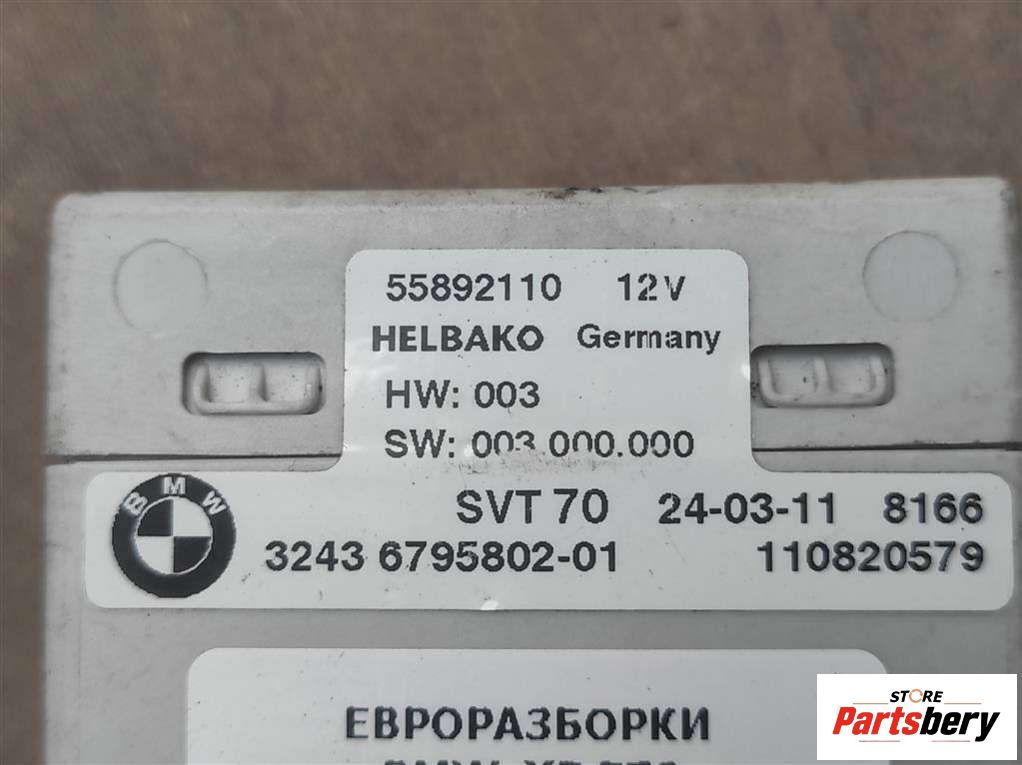 55892110 12V
HELBAKO Germany
HW: 003
SW: 003.000.000
BMW
SVT 70 24-03-11 8166
3243 6795802-01 110820579
ЕВРОРАЗБОРКИ
STORE
Partsbery